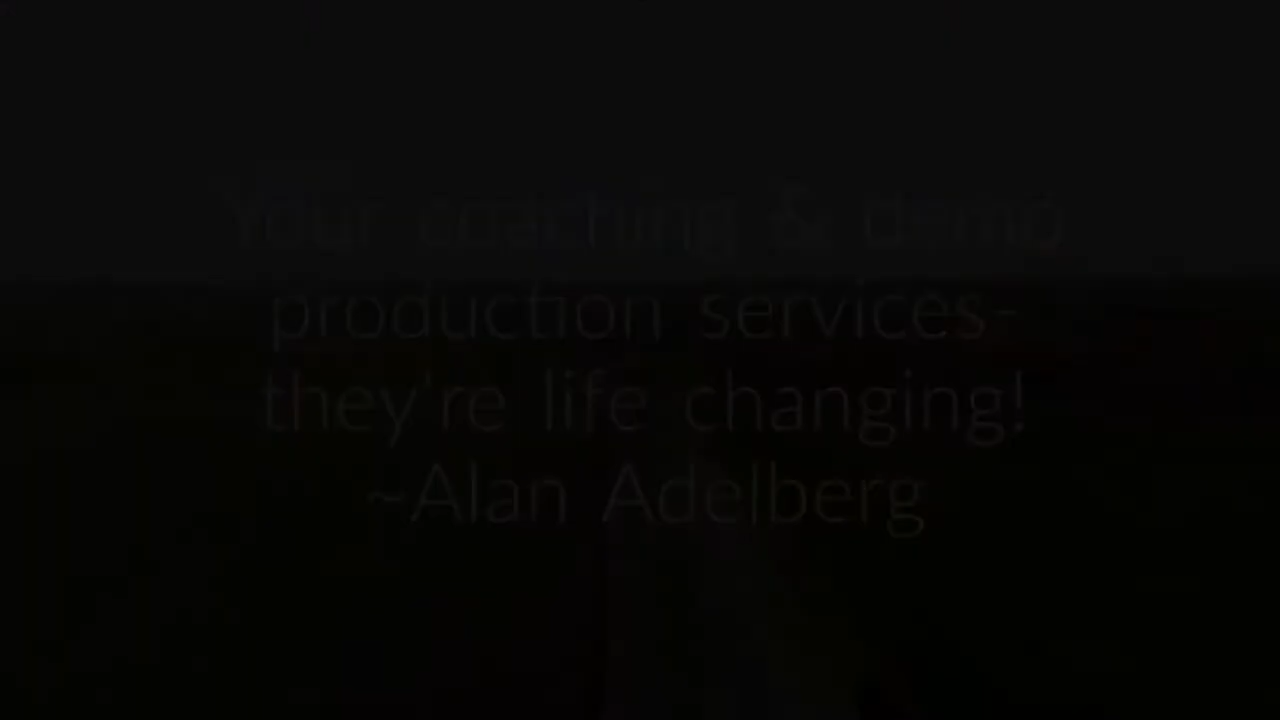 Your coaching & demo
production services-
they're life changing!
~Alan Adelberg